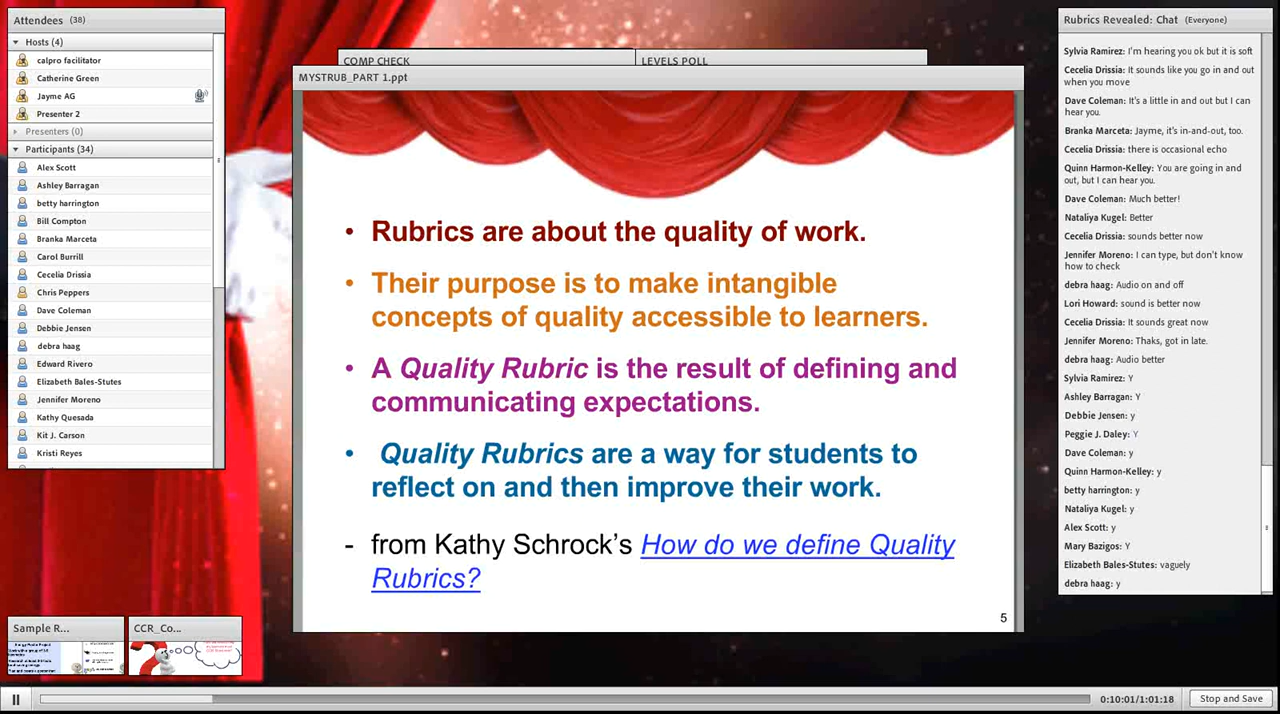 Attendees (38)
Hosts (4)
calpro facilitator
Catherine Green
Jayme AG
Presenter 2
Presenters (0)
Participants (34)
Alex Scott
Ashley Barragan
betty harrington
Bill Compton
Branka Marceta
Carol Burrill
Cecelia Drissia
Chris Peppers
Dave Coleman
Debbie Jensen
debra haag
Edward Rivero
Elizabeth Bales-Stutes
Jennifer Moreno
Kathy Quesada
Kit J. Carson
Kristi Reyes
COMP CHECK
LEVELS POLL
MYSTRUB_PART 1.ppt
• Rubrics are about the quality of work.
• Their purpose is to make intangible
concepts of quality accessible to learners.
• A Quality Rubric is the result of defining and
communicating expectations.
• Quality Rubrics are a way for students to
reflect on and then improve their work.
- from Kathy Schrock’s How do we define Quality
Rubrics?
5
Rubrics Revealed: Chat (Everyone)
Sylvia Ramirez: I'm hearing you ok but it is soft
Cecelia Drissia: It sounds like you go in and out
when you move
Dave Coleman: It's a little in and out but I can
hear you.
Branka Marceta: Jayme, it's in-and-out, too.
Cecelia Drissia: there is occasional echo
Quinn Harmon-Kelley: You are going in and
out, but I can hear you.
Dave Coleman: Much better!
Nataliya Kugel: Better
Cecelia Drissia: sounds better now
Jennifer Moreno: I can type, but don't know
how to check
debra haag: Audio on and off
Lori Howard: sound is better now
Cecelia Drissia: It sounds great now
Jennifer Moreno: Thaks, got in late.
debra haag: Audio better
Sylvia Ramirez: Y
Ashley Barragan: Y
Debbie Jensen: y
Peggie J. Daley: Y
Dave Coleman: y
Quinn Harmon-Kelley: y
betty harrington: y
Nataliya Kugel: y
Alex Scott: y
Mary Bazigos: Y
Elizabeth Bales-Stutes: vaguely
debra haag: y
Sample R...
CCR_Co...
0:10:01/1:01:18
Stop and Save